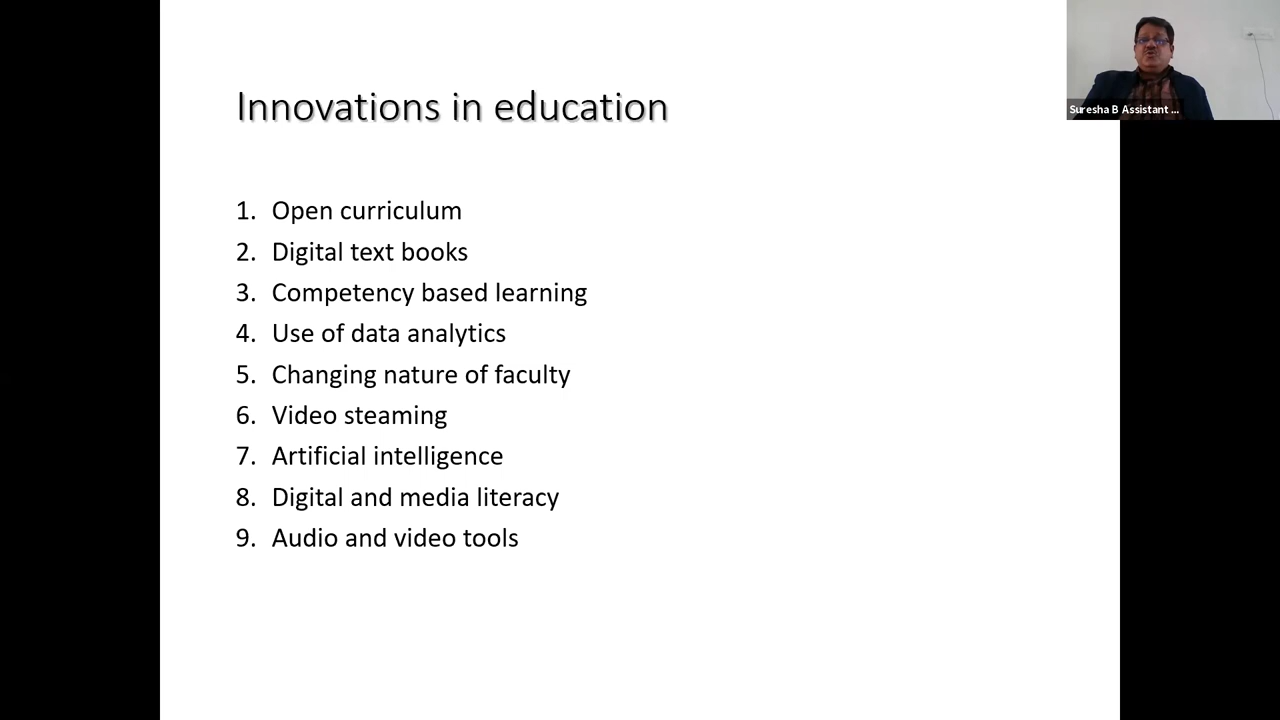 Innovations in education
1. Open curriculum
2. Digital text books
3. Competency based learning
4. Use of data analytics
5. Changing nature of faculty
6. Video steaming
7. Artificial intelligence
8. Digital and media literacy
9. Audio and video tools
Suresha B Assistant ...